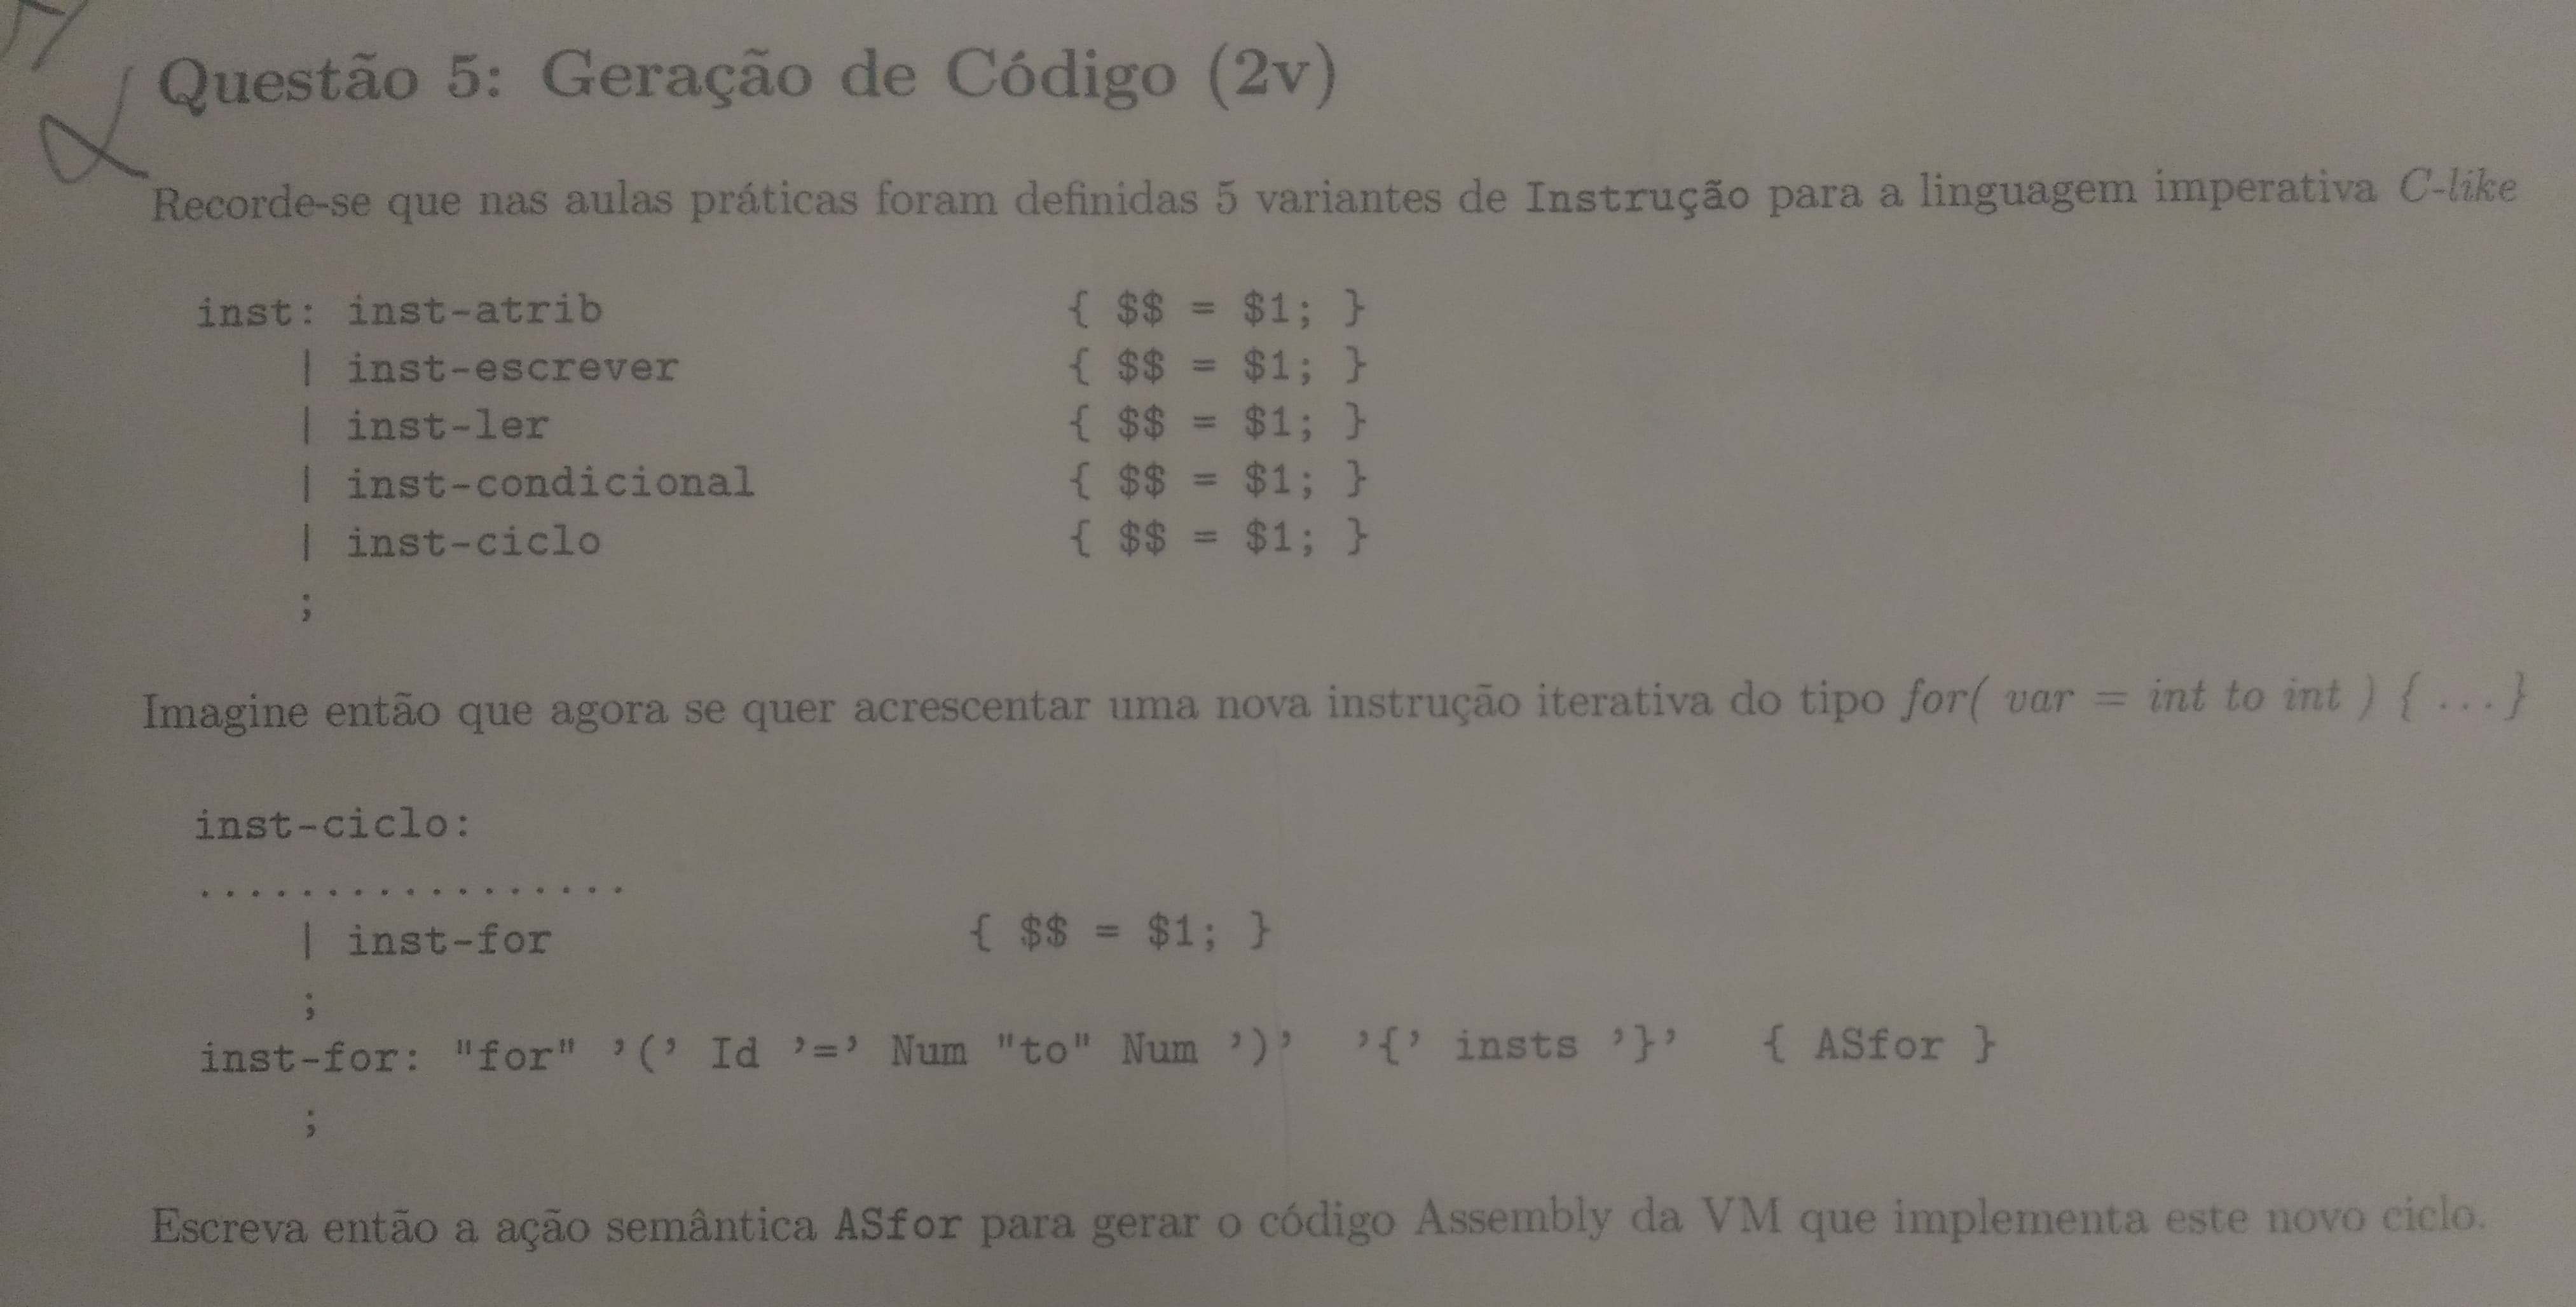 Questão 5: Geração de Código (2v)
Recorde-se que nas aulas práticas foram definidas 5 variantes de Instrução para a linguagem imperativa C-like
inst: inst-atrib { $$ = $1; }
| inst-escrever { $$ = $1; }
| inst-ler { $$ = $1; }
| inst-condicional { $$ = $1; }
| inst-ciclo { $$ = $1; }
;
Imagine então que agora se quer acrescentar uma nova instrução iterativa do tipo for( var = int to int ) { ...}
inst-ciclo:
.................
| inst-for { $$ = $1; }
;
inst-for: "for" ’(’ Id ’=’ Num "to" Num ’)’ ’{’ insts ’}’ { ASfor }
;
Escreva então a ação semântica ASfor para gerar o código Assembly da VM que implementa este novo ciclo.